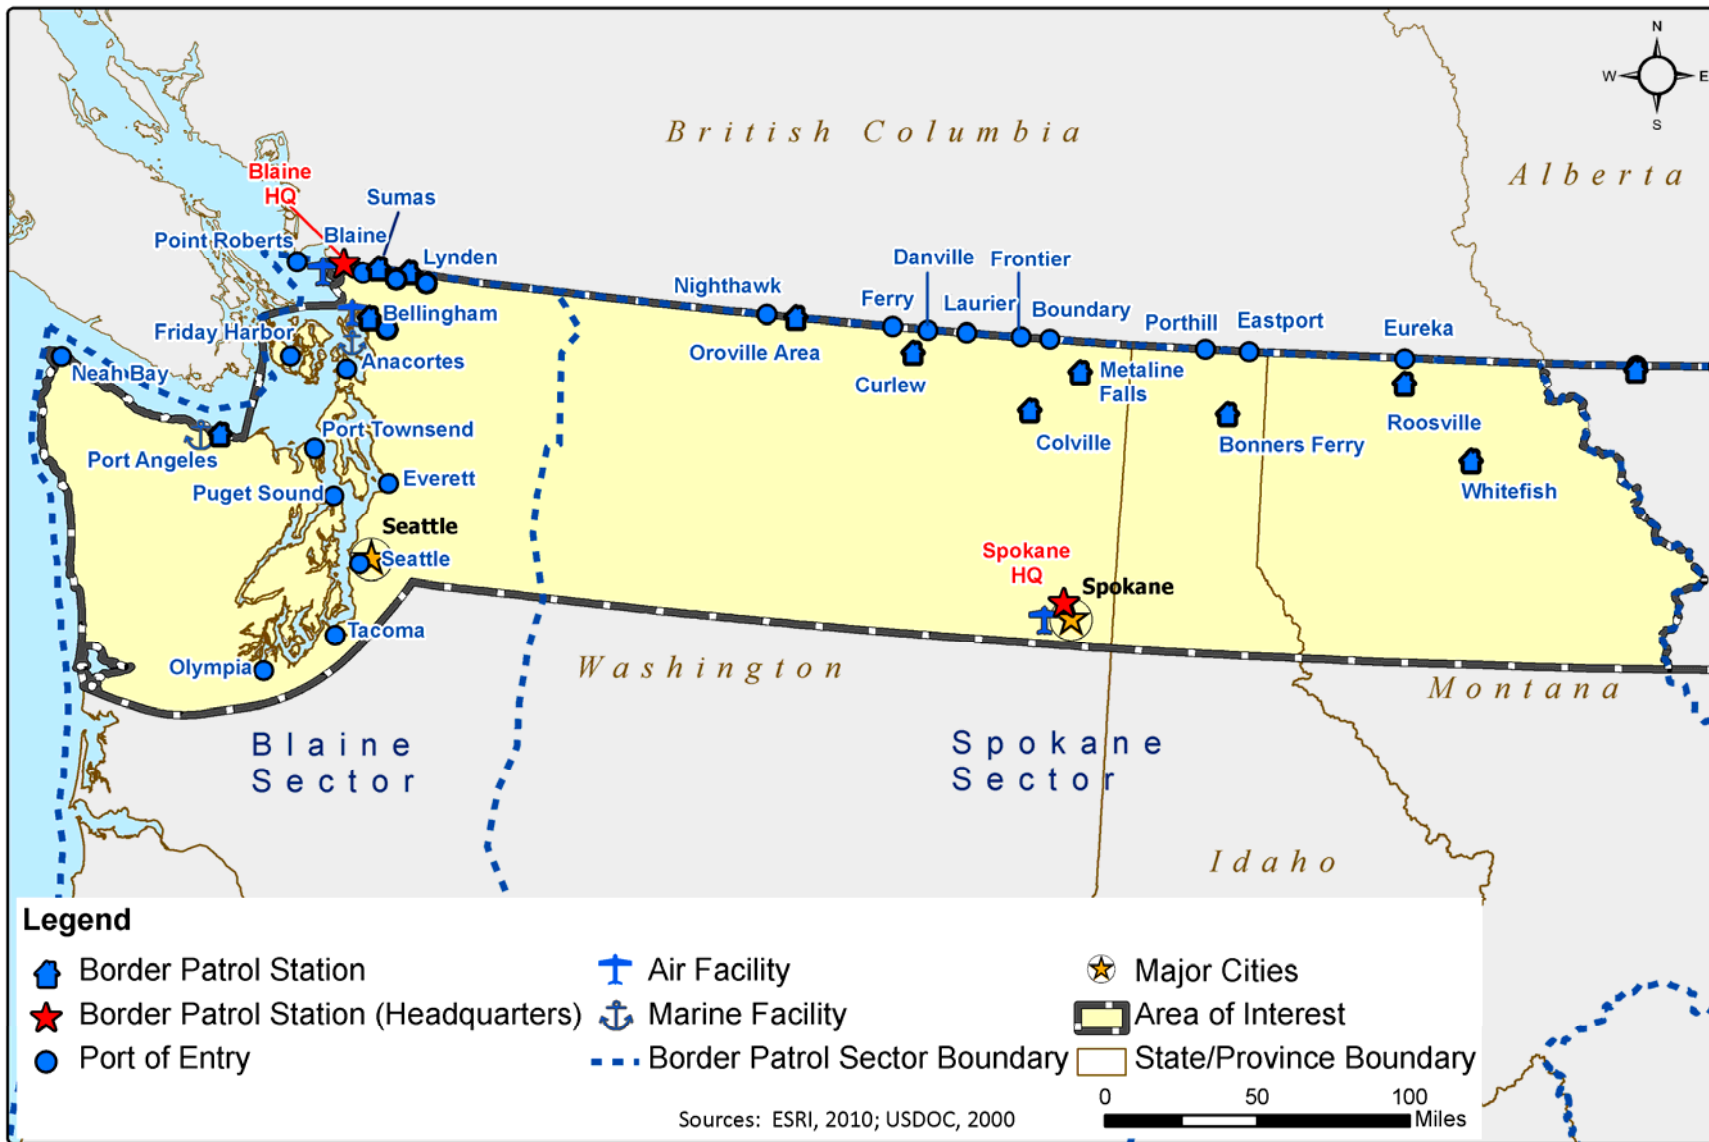 N
W E
S
British Columbia
Alberta
Blaine
HQ
Sumas
Point Roberts
Blaine
Lynden
Bellingham
Friday Harbor
Anacortes
Neah Bay
Port Townsend
Port Angeles
Puget Sound
Everett
Seattle
Seattle
Tacoma
Olympia
Nighthawk
Oroville Area
Danville
Frontier
Ferry
Laurier
Boundary
Curlew
Metaline
Falls
Colville
Porthill
Eastport
Eureka
Bonners Ferry
Roosville
Whitefish
Spokane
HQ
Spokane
Washington
Montana
Idaho
Blaine
Sector
Spokane
Sector
Legend
Border Patrol Station
Border Patrol Station (Headquarters)
Port of Entry
Air Facility
Marine Facility
Border Patrol Sector Boundary
Major Cities
Area of Interest
State/Province Boundary
0 50 100
Miles
Sources: ESRI, 2010; USDOC, 2000